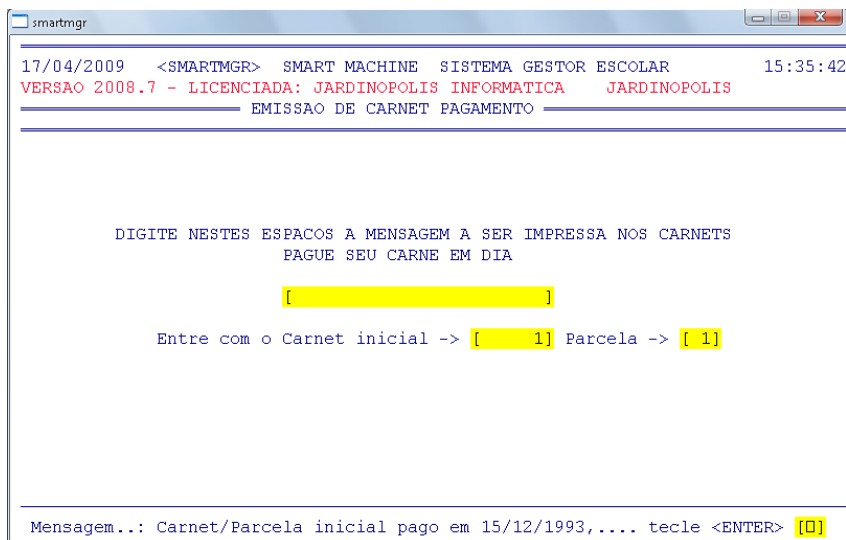 smartmgr
17/04/2009 <SMARTMGR> SMART MACHINE SISTEMA GESTOR ESCOLAR 15:35:42
VERSAO 2008.7 - LICENCIADA: JARDINOPOLIS INFORMATICA JARDINOPOLIS
EMISSAO DE CARNET PAGAMENTO
DIGITE NESTES ESPACOS A MENSAGEM A SER IMPRESSA NOS CARNETS
PAGUE SEU CARNE EM DIA
[ ]
Entre com o Carnet inicial -> [ 1] Parcela -> [ 1]
Mensagem..: Carnet/Parcela inicial pago em 15/12/1993,.... tecle <ENTER> [ ]